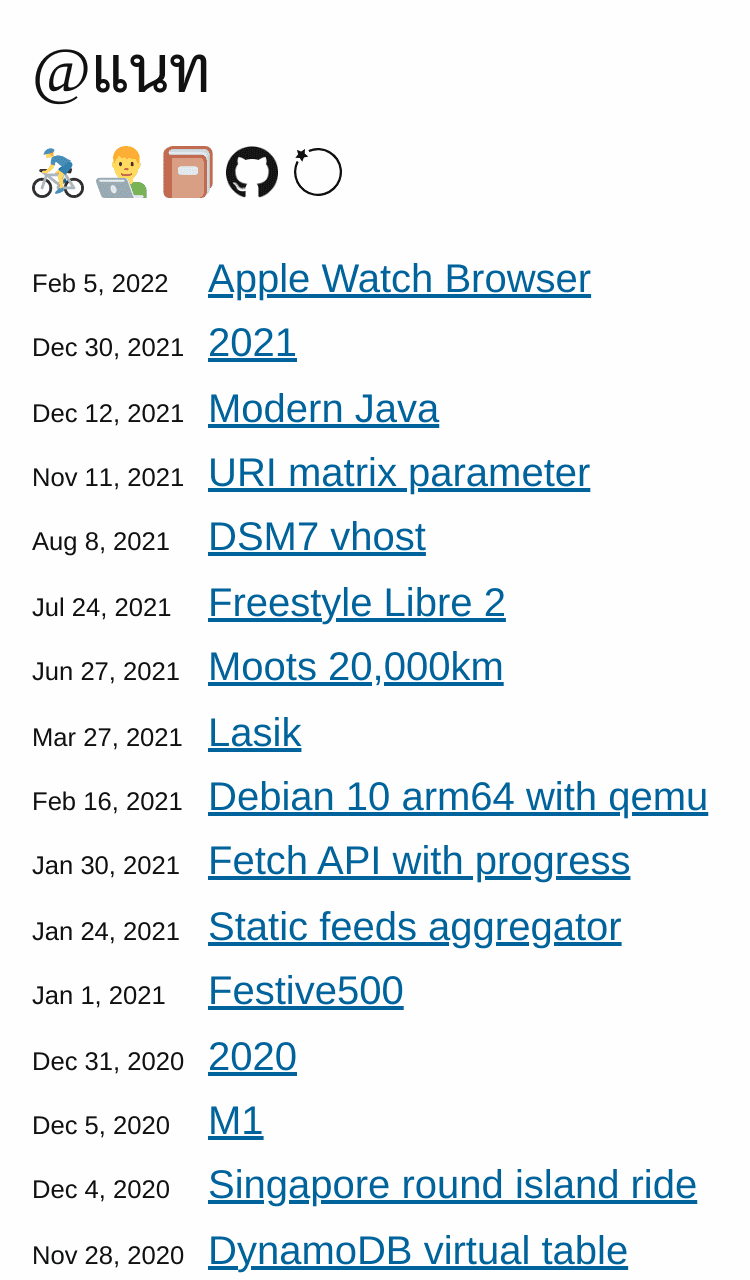 @แนท
Feb 5, 2022 Apple Watch Browser
Dec 30, 2021 2021
Dec 12, 2021 Modern Java
Nov 11, 2021 URI matrix parameter
Aug 8, 2021 DSM7 vhost
Jul 24, 2021 Freestyle Libre 2
Jun 27, 2021 Moots 20,000km
Mar 27, 2021 Lasik
Feb 16, 2021 Debian 10 arm64 with qemu
Jan 30, 2021 Fetch API with progress
Jan 24, 2021 Static feeds aggregator
Jan 1, 2021 Festive500
Dec 31, 2020 2020
Dec 5, 2020 M1
Dec 4, 2020 Singapore round island ride
Nov 28, 2020 DynamoDB virtual table